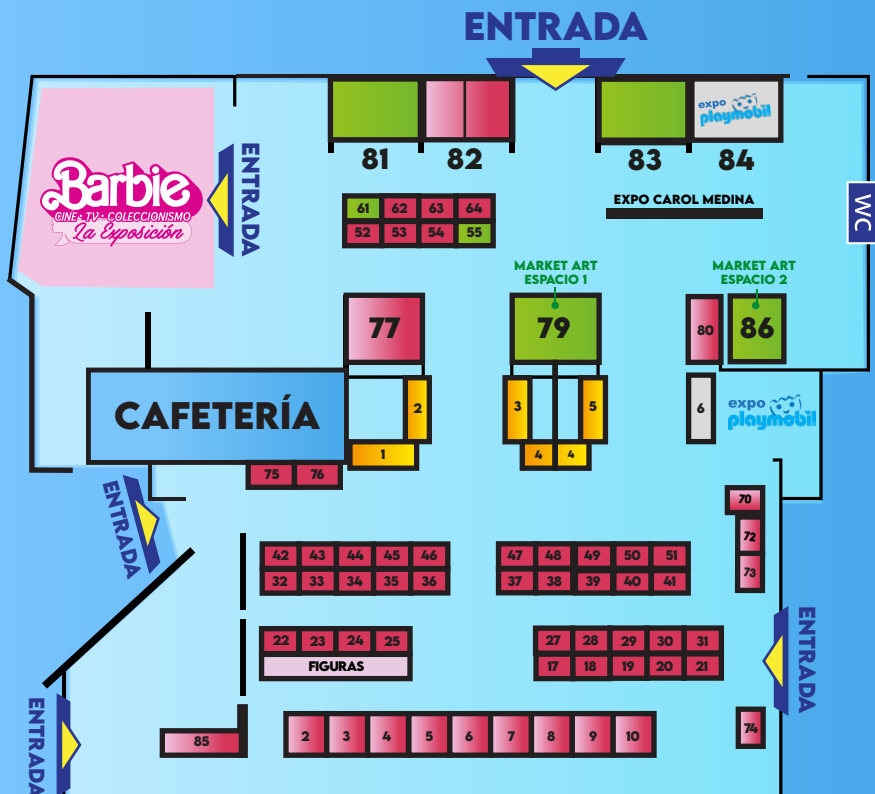 ENTRADA
expo
playmobil
81
82
83
84
Barbie
CINE • TV • COLECCIONISMO
La Exposición
ENTRADA
61 62 63 64
52 53 54 55
EXPO CAROL MEDINA
WC
MARKET ART
ESPACIO 1
MARKET ART
ESPACIO 2
77
79
80
86
CAFETERÍA
2
1
3
5
4
4
6
expo
playmobil
75 76
ENTRADA
70
72
73
42 43 44 45 46
32 33 34 35 36
47 48 49 50 51
37 38 39 40 41
22 23 24 25
FIGURAS
27 28 29 30 31
17 18 19 20 21
ENTRADA
ENTRADA
85
2 3 4 5 6 7 8 9 10
74